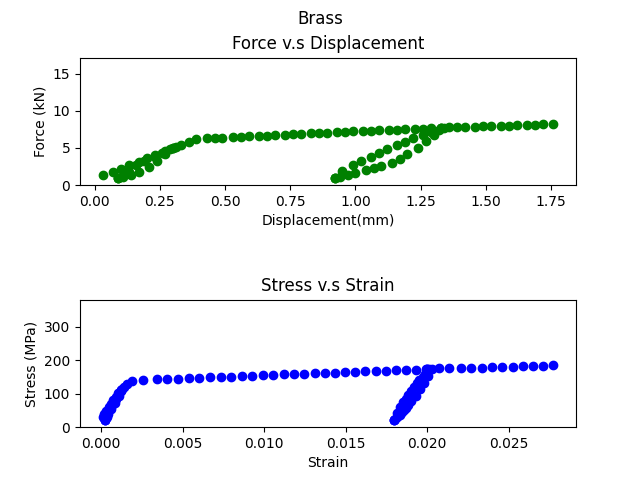 Brass
Force v.s Displacement
Force (kN)
15
10
5
0
0.00 0.25 0.50 0.75 1.00 1.25 1.50 1.75
Displacement(mm)
Stress v.s Strain
Stress (MPa)
300
200
100
0
0.000 0.005 0.010 0.015 0.020 0.025
Strain